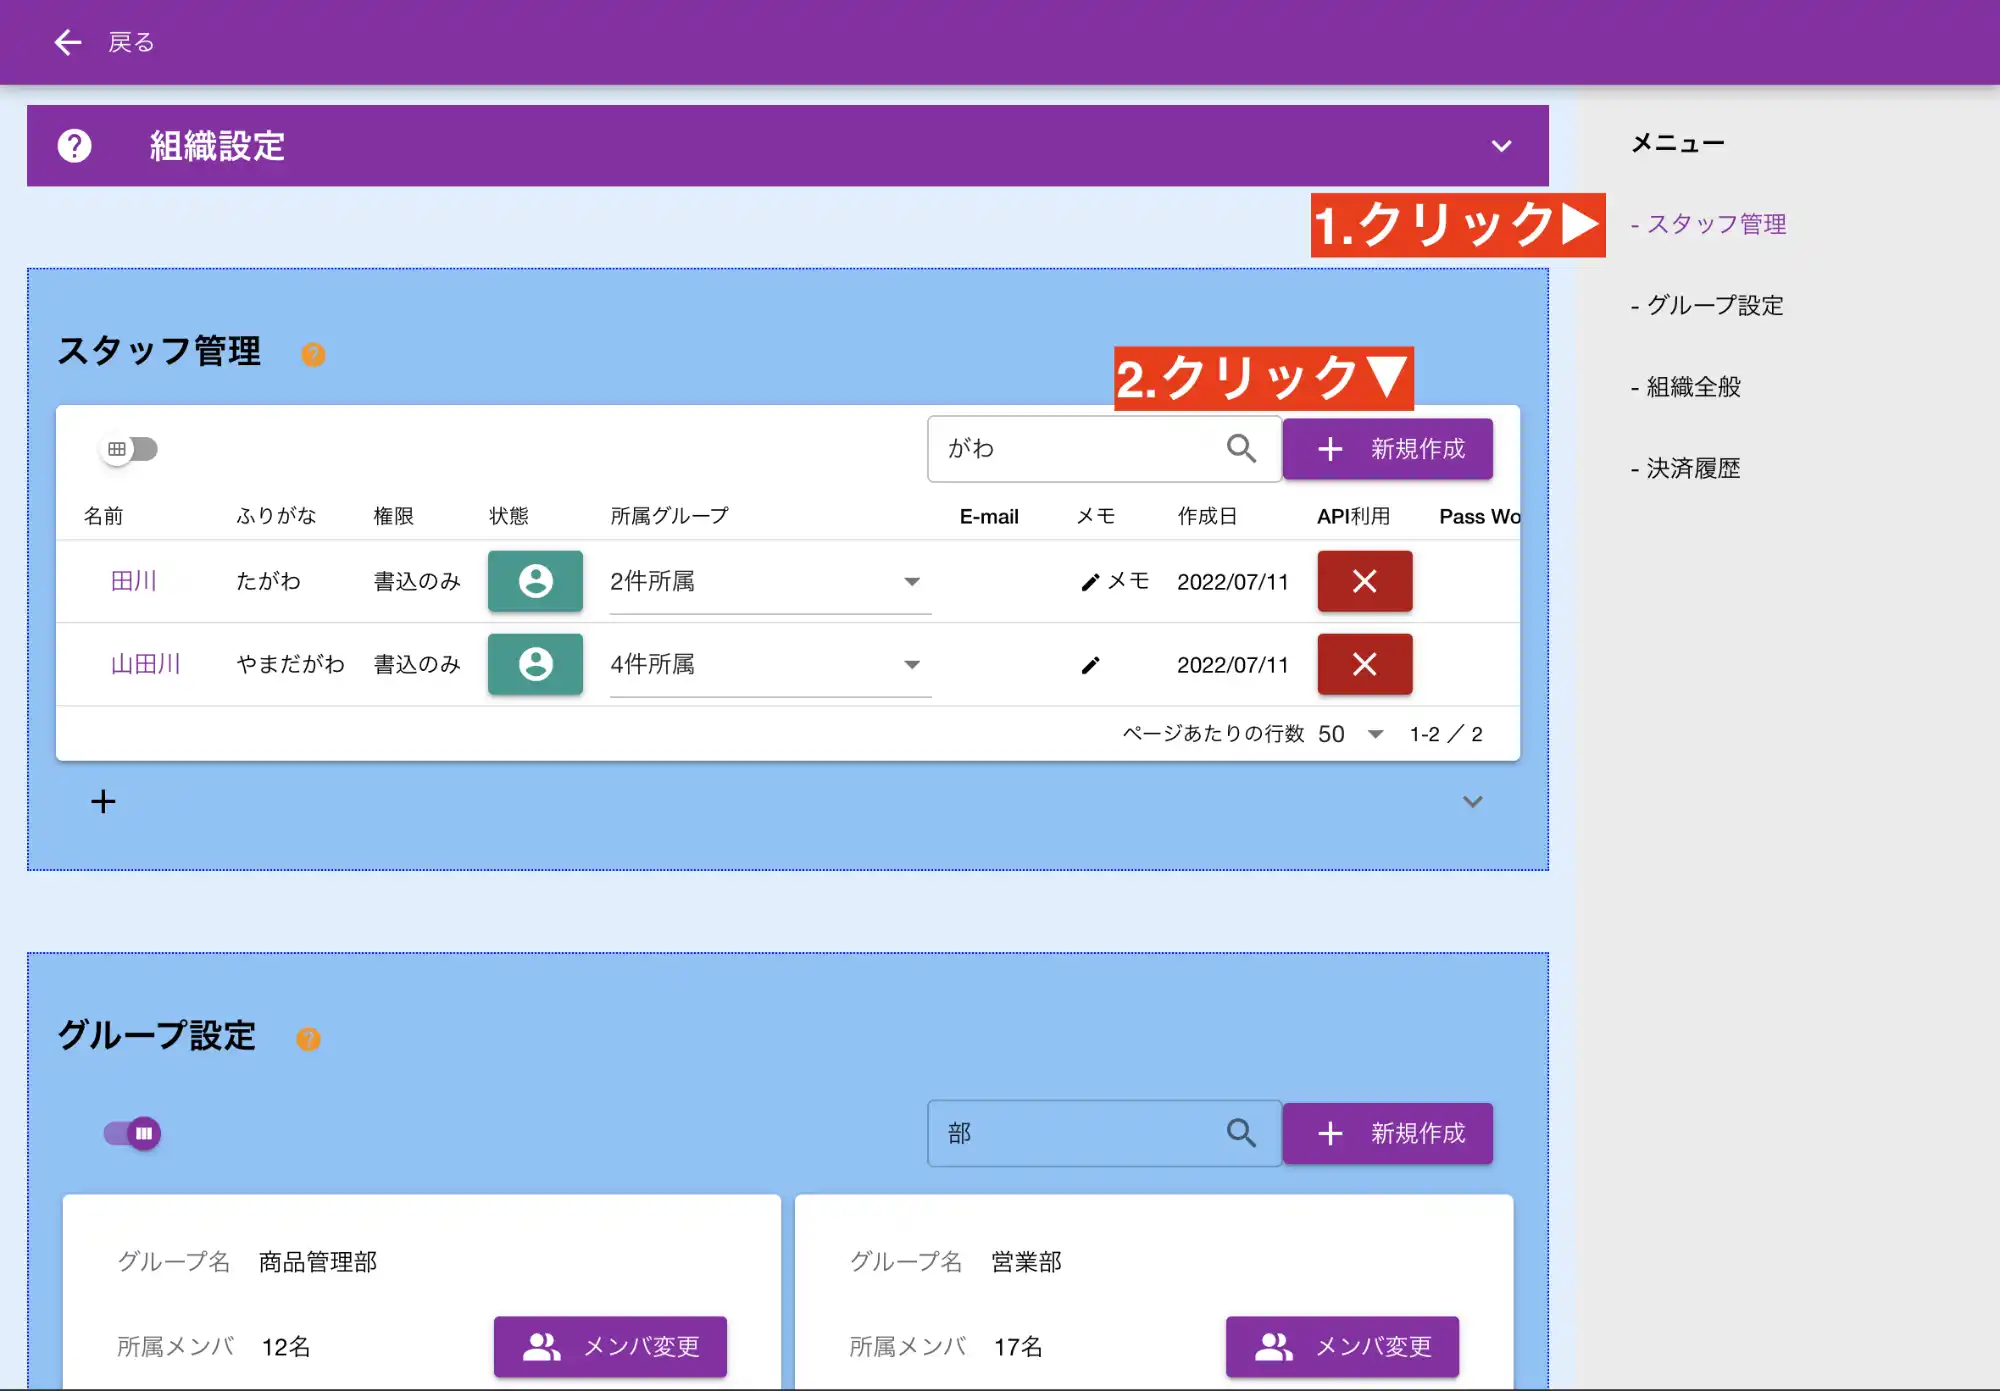 戻る
組織設定
メニュー
1.クリック▶
- スタッフ管理
- グループ設定
- 組織全般
- 決済履歴
スタッフ管理
2.クリック▼
がわ
新規作成
名前 ふりがな 権限 状態 所属グループ E-mail メモ 作成日 API利用 Pass Wo
田川 たがわ 書込のみ 2件所属 メモ 2022/07/11
山田川 やまだがわ 書込のみ 4件所属 2022/07/11
ページあたりの行数 50 1-2 ／ 2
グループ設定
部
新規作成
グループ名 商品管理部
所属メンバ 12名 メンバ変更
グループ名 営業部
所属メンバ 17名 メンバ変更